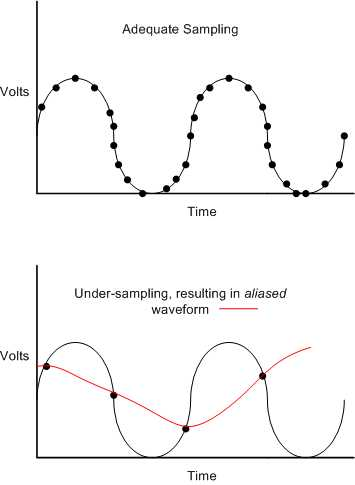 Adequate Sampling
Volts
Time
Under-sampling, resulting in aliased
waveform
Volts
Time